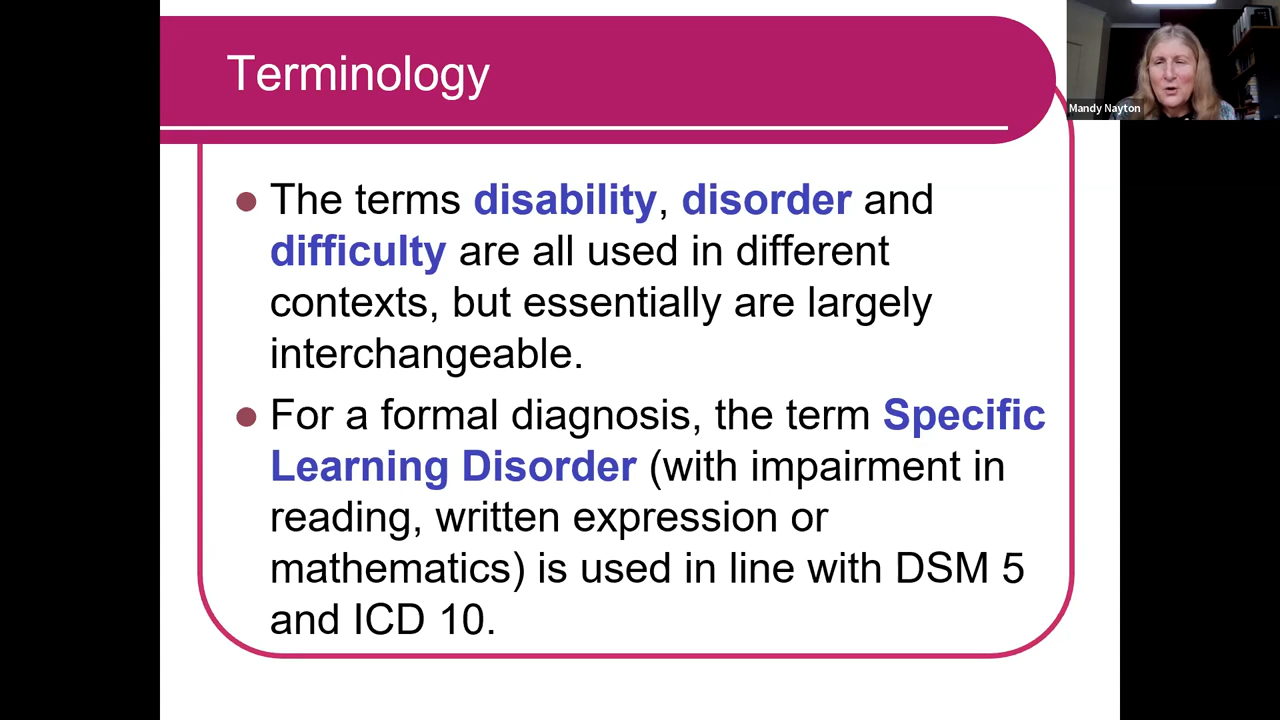 Terminology
Mandy Nayton
The terms disability, disorder and
difficulty are all used in different
contexts, but essentially are largely
interchangeable.
For a formal diagnosis, the term Specific
Learning Disorder (with impairment in
reading, written expression or
mathematics) is used in line with DSM 5
and ICD 10.